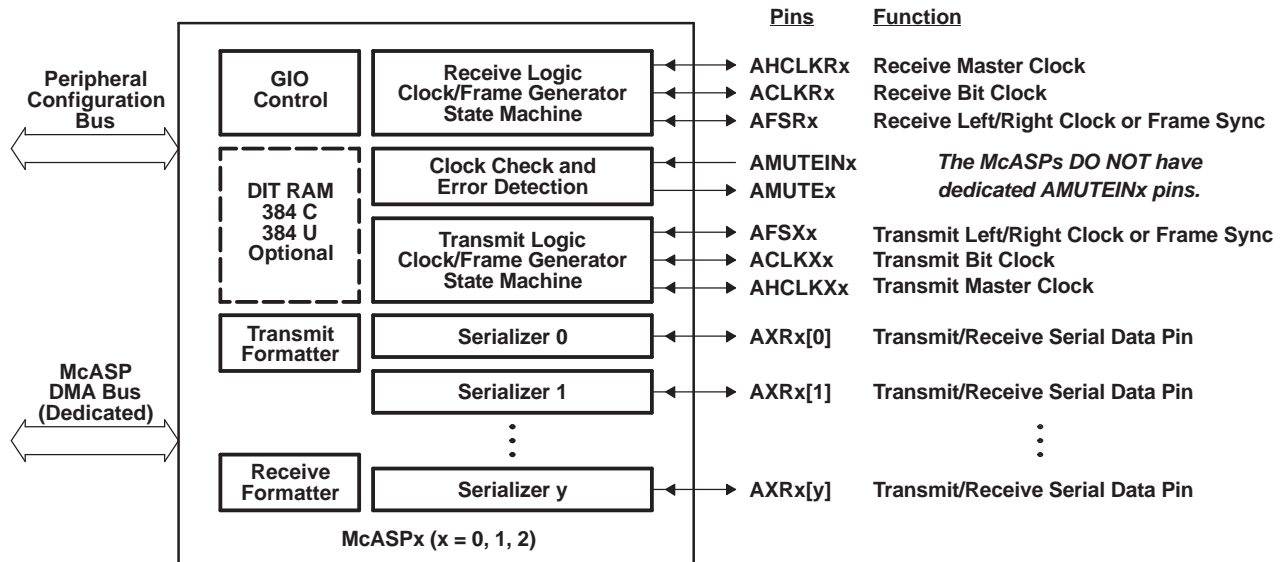 Pins Function
Peripheral
Configuration
Bus
GIO
Control
Receive Logic
Clock/Frame Generator
State Machine
AHCLKRx Receive Master Clock
ACLKRx Receive Bit Clock
AFSRx Receive Left/Right Clock or Frame Sync
DIT RAM
384 C
384 U
Optional
Clock Check and
Error Detection
AMUTEINx
AMUTEx
The McASPs DO NOT have
dedicated AMUTEINx pins.
Transmit Logic
Clock/Frame Generator
State Machine
AFSXx Transmit Left/Right Clock or Frame Sync
ACLKXx Transmit Bit Clock
AHCLKXx Transmit Master Clock
Transmit
Formatter
Serializer 0
AXRx[0] Transmit/Receive Serial Data Pin
McASP
DMA Bus
(Dedicated)
Serializer 1
AXRx[1] Transmit/Receive Serial Data Pin
Receive
Formatter
Serializer y
AXRx[y] Transmit/Receive Serial Data Pin
McASPx (x = 0, 1, 2)